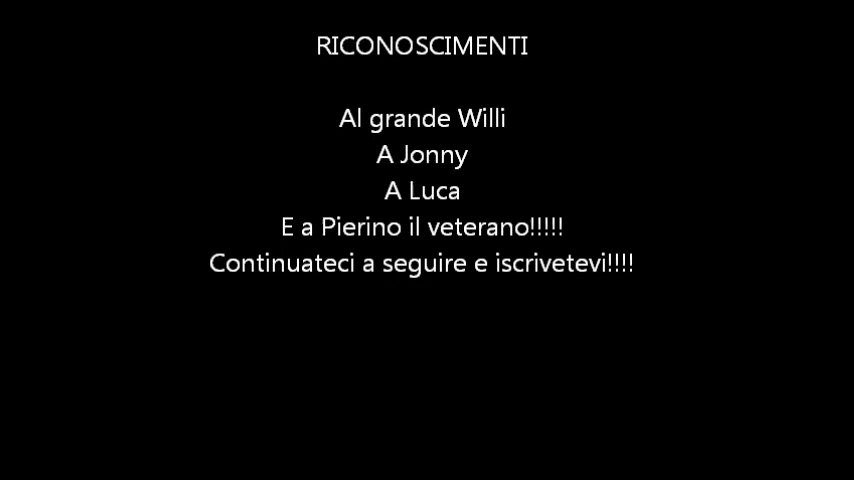 RICONOSCIMENTI
Al grande Willi
A Jonny
A Luca
E a Pierino il veterano!!!!!
Continuateci a seguire e iscrivetevi!!!!